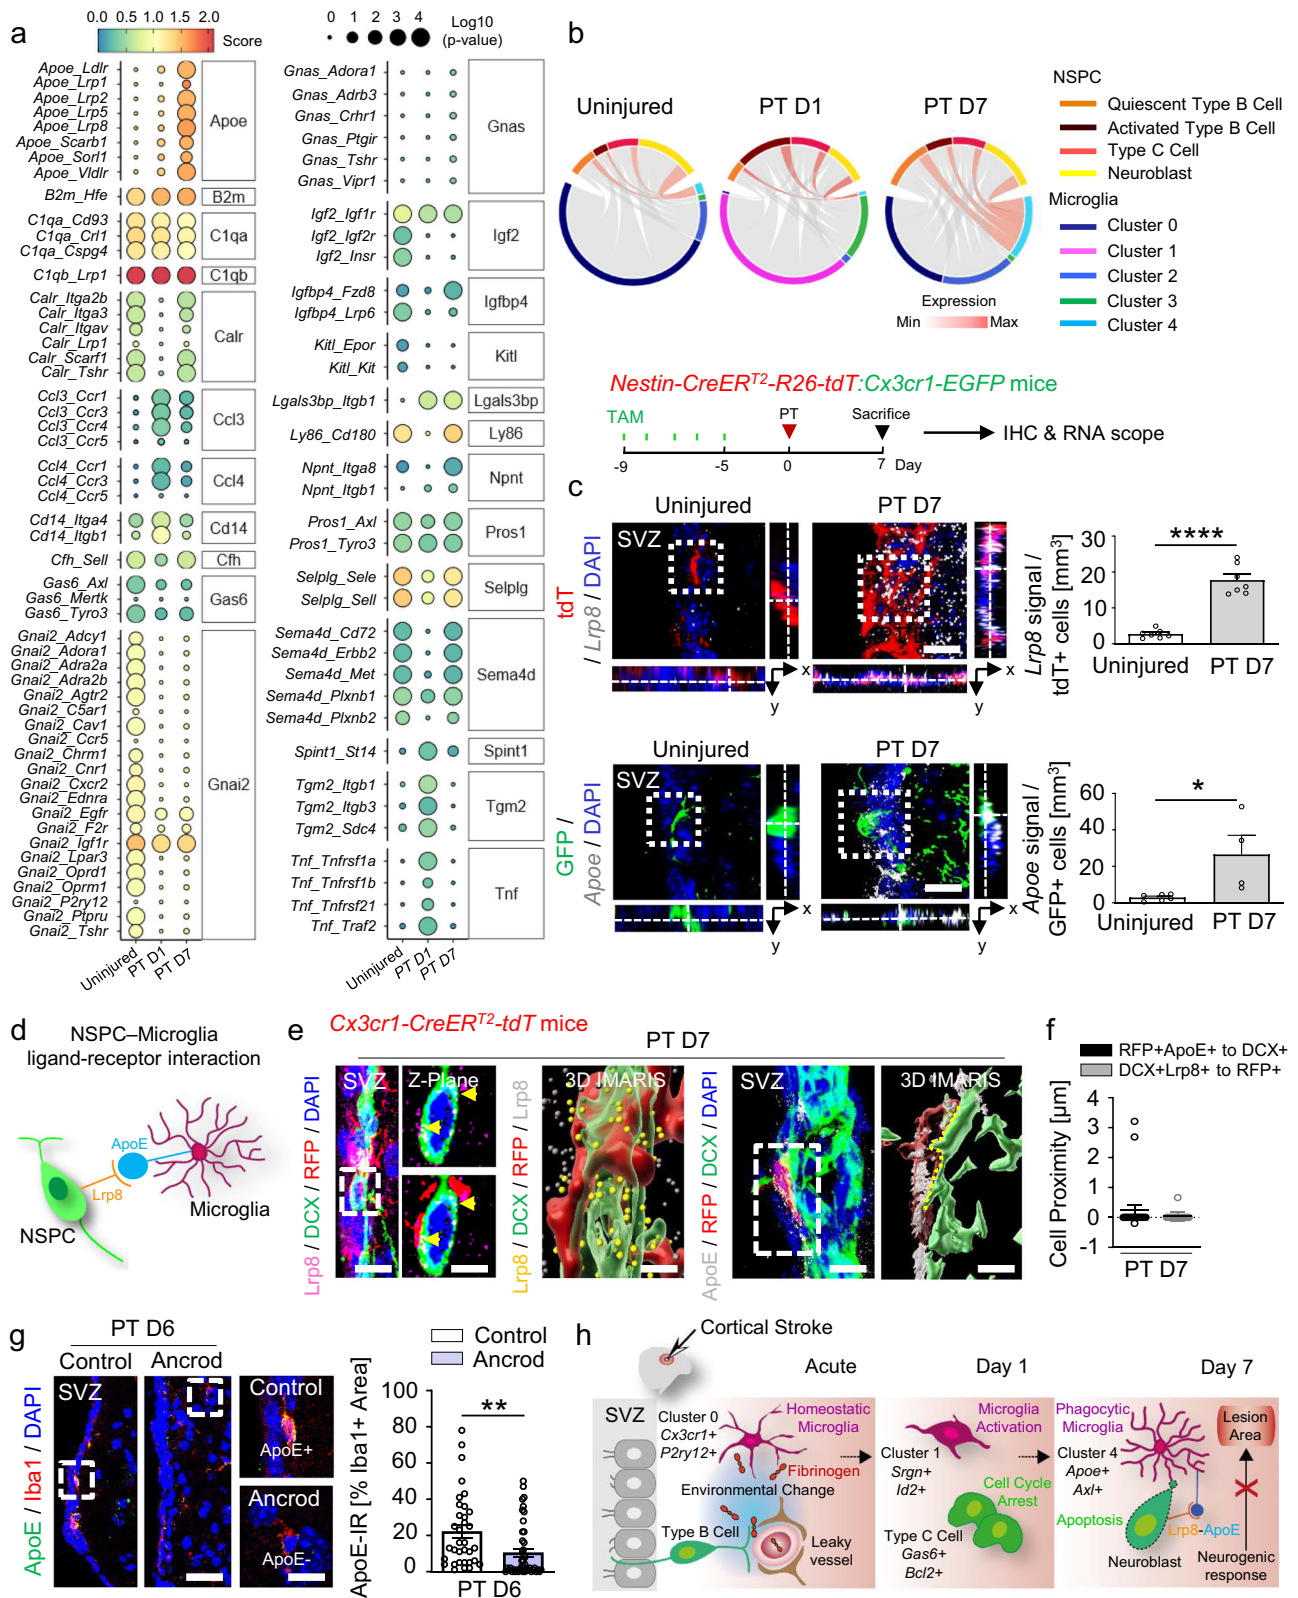 a
0.0 0.5 1.0 1.5 2.0
Score
0 1 2 3 4
Log10
(p-value)
Apoe_Ldlr
Apoe_Lrp1
Apoe_Lrp2
Apoe_Lrp5
Apoe_Lrp8
Apoe_Scarb1
Apoe_Sorl1
Apoe_Vldlr
Apoe
B2m_Hfe
B2m
C1qa_Cd93
C1qa_Crl1
C1qa_Cspg4
C1qa
C1qb_Lrp1
C1qb
Calr_Itga2b
Calr_Itga3
Calr_Itgav
Calr_Lrp1
Calr_Scarf1
Calr_Tshr
Calr
Ccl3_Ccr1
Ccl3_Ccr3
Ccl3_Ccr4
Ccl3_Ccr5
Ccl3
Ccl4_Ccr1
Ccl4_Ccr3
Ccl4_Ccr5
Ccl4
Cd14_Itga4
Cd14_Itgb1
Cd14
Cfh_Sell
Cfh
Gas6_Axl
Gas6_Mertk
Gas6_Tyro3
Gas6
Gnai2_Adcy1
Gnai2_Adora1
Gnai2_Adra2a
Gnai2_Adra2b
Gnai2_Agtr2
Gnai2_C5ar1
Gnai2_Cav1
Gnai2_Ccr5
Gnai2_Chrm1
Gnai2_Cnr1
Gnai2_Cxcr2
Gnai2_Ednra
Gnai2_Egfr
Gnai2_F2r
Gnai2_Igf1r
Gnai2_Lpar3
Gnai2_Oprd1
Gnai2_Oprm1
Gnai2_P2ry12
Gnai2_Ptpru
Gnai2_Tshr
Gnai2
Uninjured
PT D1
PT D7
Gnas_Adora1
Gnas_Adrb3
Gnas_Crhr1
Gnas_Ptgir
Gnas_Tshr
Gnas_Vipr1
Gnas
Igf2_Igf1r
Igf2_Igf2r
Igf2_Insr
Igf2
Igfbp4_Fzd8
Igfbp4_Lrp6
Igfbp4
Kitl_Epor
Kitl_Kit
Kitl
Lgals3bp_Itgb1
Lgals3bp
Ly86_Cd180
Ly86
Npnt_Itga8
Npnt_Itgb1
Npnt
Pros1_Axl
Pros1_Tyro3
Pros1
Selplg_Sele
Selplg_Sell
Selplg
Sema4d_Cd72
Sema4d_Erbb2
Sema4d_Met
Sema4d_Plxnb1
Sema4d_Plxnb2
Sema4d
Spint1_St14
Spint1
Tgm2_Itgb1
Tgm2_Itgb3
Tgm2_Sdc4
Tgm2
Tnf_Tnfrsf1a
Tnf_Tnfrsf1b
Tnf_Tnfrsf21
Tnf_Traf2
Tnf
Uninjured
PT D1
PT D7
b
Uninjured
PT D1
PT D7
Expression
Min
Max
NSPC
Quiescent Type B Cell
Activated Type B Cell
Type C Cell
Neuroblast
Microglia
Cluster 0
Cluster 1
Cluster 2
Cluster 3
Cluster 4
Nestin-CreERT2-R26-tdT:Cx3cr1-EGFP mice
TAM
PT
Sacrifice
IHC & RNA scope
-9 -5 0 7 Day
c
Uninjured
PT D7
SVZ
tdT
/ Lrp8 / DAPI
x
y
x
y
Lrp8 signal /
tdT+ cells [mm3]
30
20
10
0
****
Uninjured PT D7
Uninjured
PT D7
SVZ
GFP /
Apoe / DAPI
x
y
x
y
Apoe signal /
GFP+ cells [mm3]
60
40
20
0
*
Uninjured PT D7
d
NSPC–Microglia
ligand-receptor interaction
ApoE
Lrp8
Microglia
NSPC
e
Cx3cr1-CreERT2-tdT mice
PT D7
SVZ
Z-Plane
3D IMARIS
SVZ
3D IMARIS
Lrp8 / DCX / RFP / DAPI
Lrp8 / DCX / RFP / Lrp8
ApoE / RFP / DCX / DAPI
f
RFP+ApoE+ to DCX+
DCX+Lrp8+ to RFP+
Cell Proximity [µm]
4
3
2
1
0
-1
PT D7
g
PT D6
Control Ancrod
SVZ
ApoE / Iba1 / DAPI
Control
ApoE+
Ancrod
ApoE-
Control
Ancrod
ApoE-IR [% Iba1+ Area]
100
80
60
40
20
0
**
PT D6
h
Cortical Stroke
Acute
Day 1
Day 7
SVZ
Cluster 0
Cx3cr1+
P2ry12+
Homeostatic
Microglia
Fibrinogen
Environmental Change
Type B Cell
Leaky
vessel
Microglia
Activation
Cluster 1
Srgn+
Id2+
Cell Cycle
Arrest
Type C Cell
Gas6+
Bcl2+
Phagocytic
Microglia
Cluster 4
Apoe+
Axl+
Apoptosis
Lrp8-ApoE
Neuroblast
Lesion
Area
Neurogenic
response